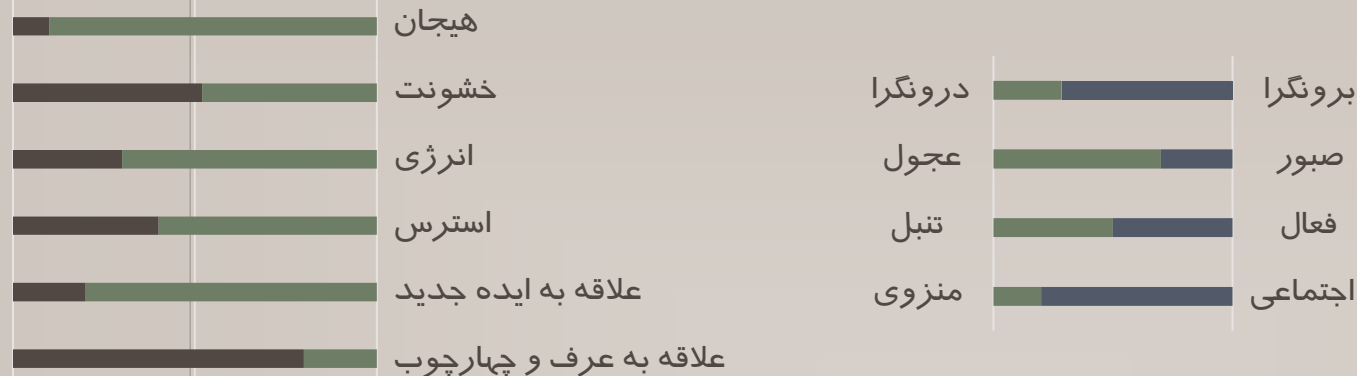 هیجان
خشونت
انرژی
استرس
علاقه به ایده جدید
علاقه به عرف و چهارچوب
برونگرا درونگرا
صبور عجول
فعال تنبل
اجتماعی منزوی